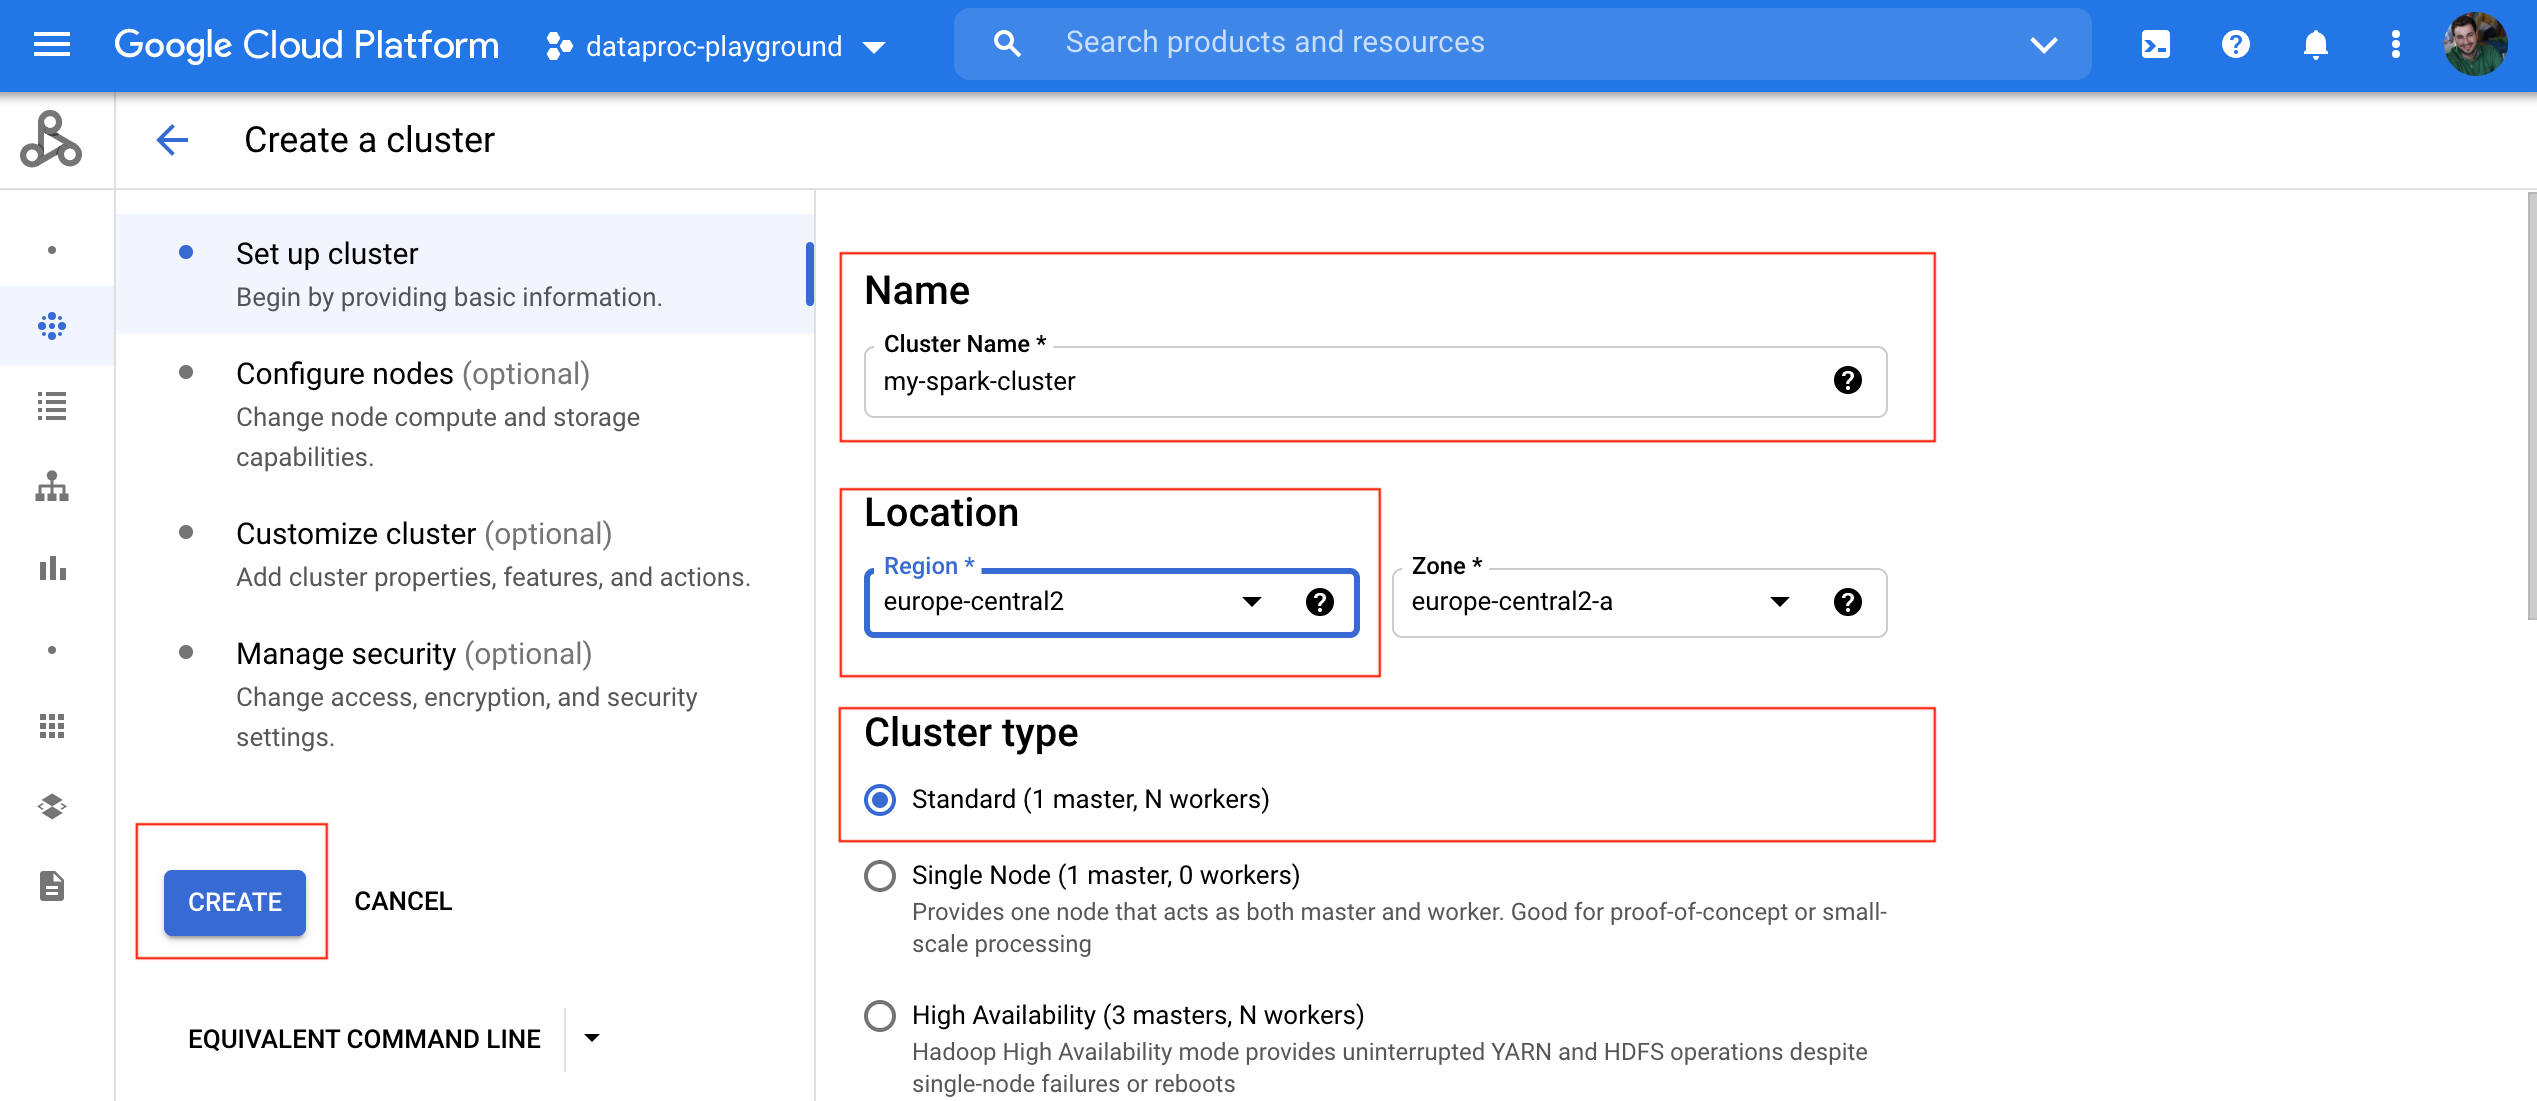 Google Cloud Platform dataproc-playground Search products and resources
Create a cluster
Set up cluster
Begin by providing basic information.
Configure nodes (optional)
Change node compute and storage
capabilities.
Customize cluster (optional)
Add cluster properties, features, and actions.
Manage security (optional)
Change access, encryption, and security
settings.
CREATE CANCEL
EQUIVALENT COMMAND LINE
Name
Cluster Name *
my-spark-cluster
Location
Region *
europe-central2
Zone *
europe-central2-a
Cluster type
Standard (1 master, N workers)
Single Node (1 master, 0 workers)
Provides one node that acts as both master and worker. Good for proof-of-concept or small-
scale processing
High Availability (3 masters, N workers)
Hadoop High Availability mode provides uninterrupted YARN and HDFS operations despite
single-node failures or reboots